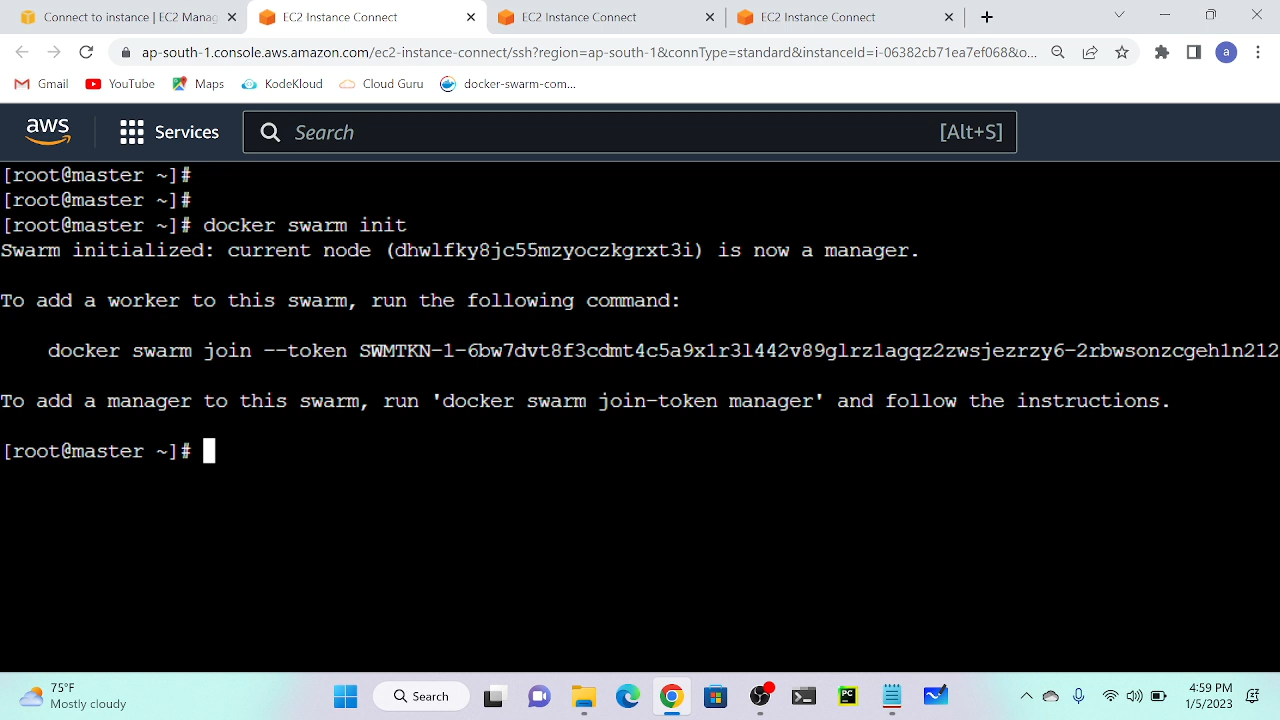 Connect to instance | EC2 Manag
EC2 Instance Connect
EC2 Instance Connect
EC2 Instance Connect
ap-south-1.console.aws.amazon.com/ec2-instance-connect/ssh?region=ap-south-1&connType=standard&instanceId=i-06382cb71ea7ef068&o...
a
Gmail
YouTube
Maps
KodeKloud
Cloud Guru
docker-swarm-com...
aws
Services
Search
[Alt+S]
[root@master ~]#
[root@master ~]#
[root@master ~]# docker swarm init
Swarm initialized: current node (dhwlfky8jc55mzyoczkgrxt3i) is now a manager.
To add a worker to this swarm, run the following command:
docker swarm join --token SWMTKN-1-6bw7dvt8f3cdmt4c5a9x1r3l442v89glrz1agqz2zwsjezrzy6-2rbwsonzcgeh1n212
To add a manager to this swarm, run 'docker swarm join-token manager' and follow the instructions.
[root@master ~]#
75°F
Mostly cloudy
Search
PC
4:59 PM
1/5/2023